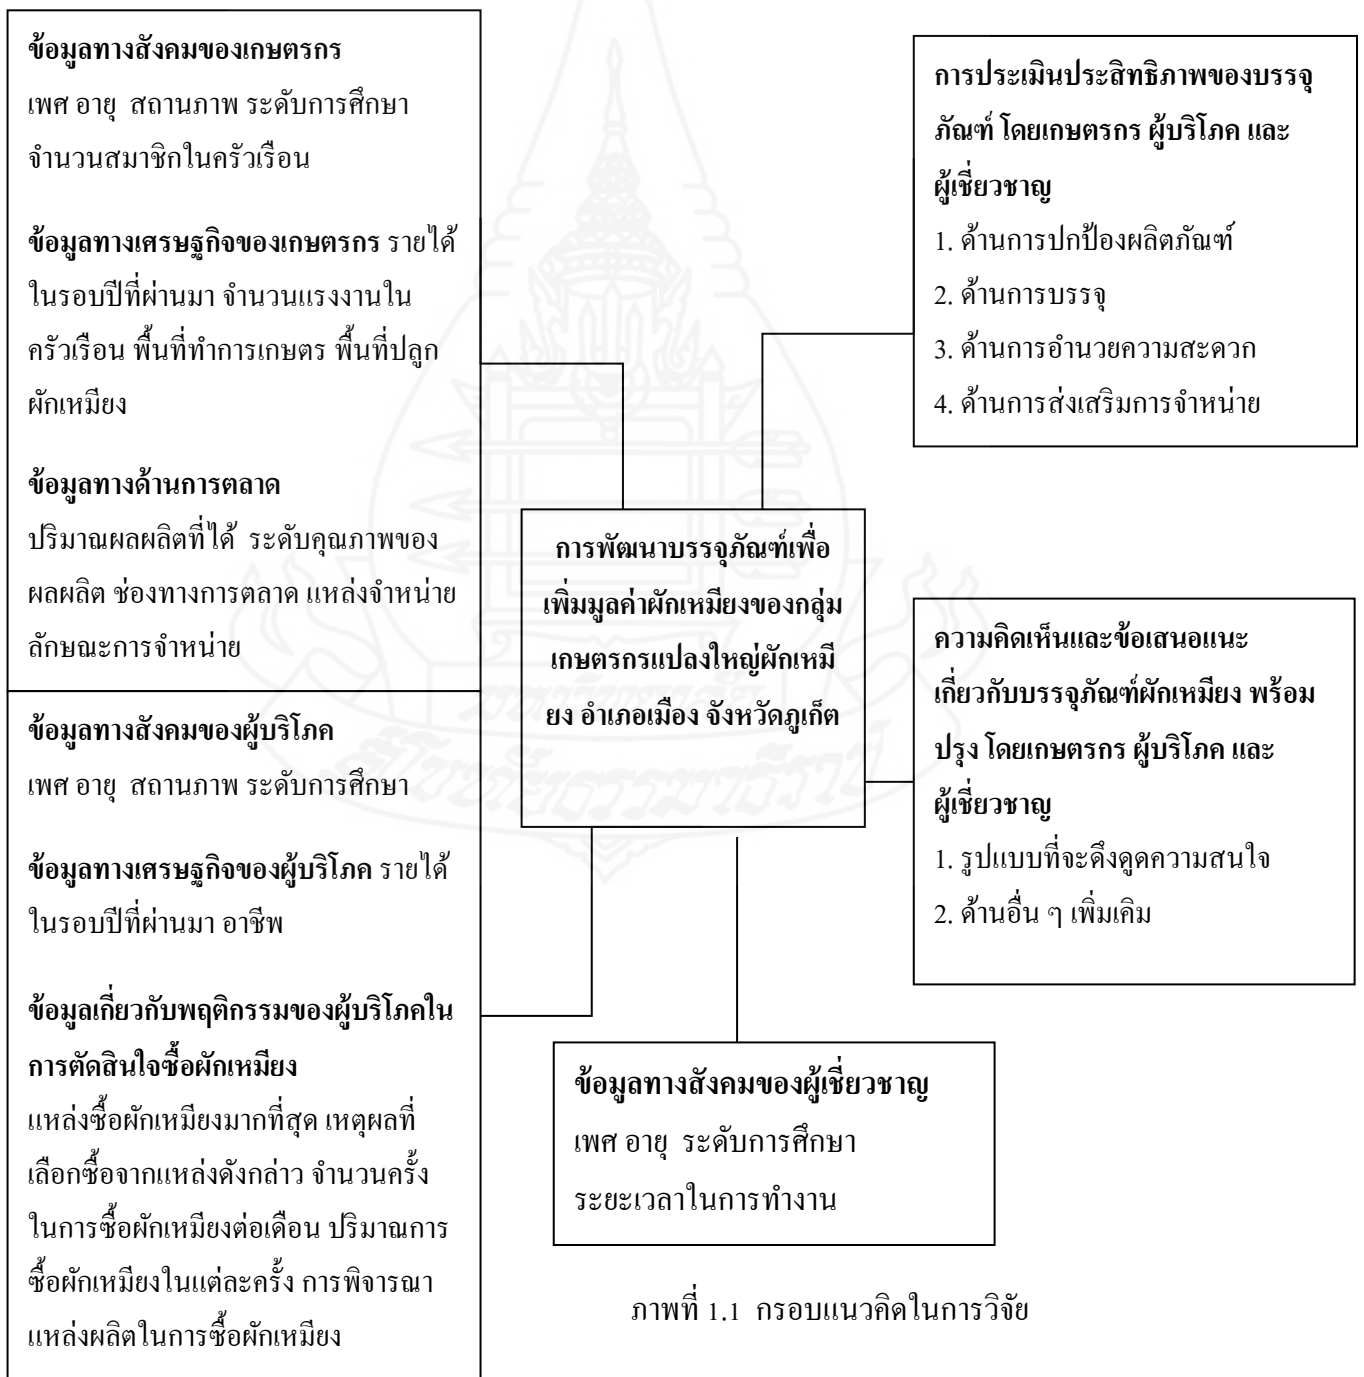 ข้อมูลทางสังคมของเกษตรกร
เพศ อายุ สถานภาพ ระดับการศึกษา
จำนวนสมาชิกในครัวเรือน
ข้อมูลทางเศรษฐกิจของเกษตรกร รายได้
ในรอบปีที่ผ่านมา จำนวนแรงงานใน
ครัวเรือน พื้นที่ทำการเกษตร พื้นที่ปลูก
ผักเหมียง
ข้อมูลทางด้านการตลาด
ปริมาณผลผลิตที่ได้ ระดับคุณภาพของ
ผลผลิต ช่องทางการตลาด แหล่งจำหน่าย
ลักษณะการจำหน่าย
ข้อมูลทางสังคมของผู้บริโภค
เพศ อายุ สถานภาพ ระดับการศึกษา
ข้อมูลทางเศรษฐกิจของผู้บริโภค รายได้
ในรอบปีที่ผ่านมา อาชีพ
ข้อมูลเกี่ยวกับพฤติกรรมของผู้บริโภคใน
การตัดสินใจซื้อผักเหมียง
แหล่งซื้อผักเหมียงมากที่สุด เหตุผลที่
เลือกซื้อจากแหล่งดังกล่าว จำนวนครั้ง
ในการซื้อผักเหมียงต่อเดือน ปริมาณการ
ซื้อผักเหมียงในแต่ละครั้ง การพิจารณา
แหล่งผลิตในการซื้อผักเหมียง
การพัฒนาบรรจุภัณฑ์เพื่อ
เพิ่มมูลค่าผักเหมียงของกลุ่ม
เกษตรกรแปลงใหญ่ผักเหมี
ยง อำเภอเมือง จังหวัดภูเก็ต
การประเมินประสิทธิภาพของบรรจุ
ภัณฑ์ โดยเกษตรกร ผู้บริโภค และ
ผู้เชี่ยวชาญ
1. ด้านการปกป้องผลิตภัณฑ์
2. ด้านการบรรจุ
3. ด้านการอำนวยความสะดวก
4. ด้านการส่งเสริมการจำหน่าย
ความคิดเห็นและข้อเสนอแนะ
เกี่ยวกับบรรจุภัณฑ์ผักเหมียง พร้อม
ปรุง โดยเกษตรกร ผู้บริโภค และ
ผู้เชี่ยวชาญ
1. รูปแบบที่จะดึงดูดความสนใจ
2. ด้านอื่น ๆ เพิ่มเคิม
ข้อมูลทางสังคมของผู้เชี่ยวชาญ
เพศ อายุ ระดับการศึกษา
ระยะเวลาในการทำงาน
ภาพที่ 1.1 กรอบแนวคิดในการวิจัย
มหาวิทยาลัย
สุโขทัยธรรมาธิราช